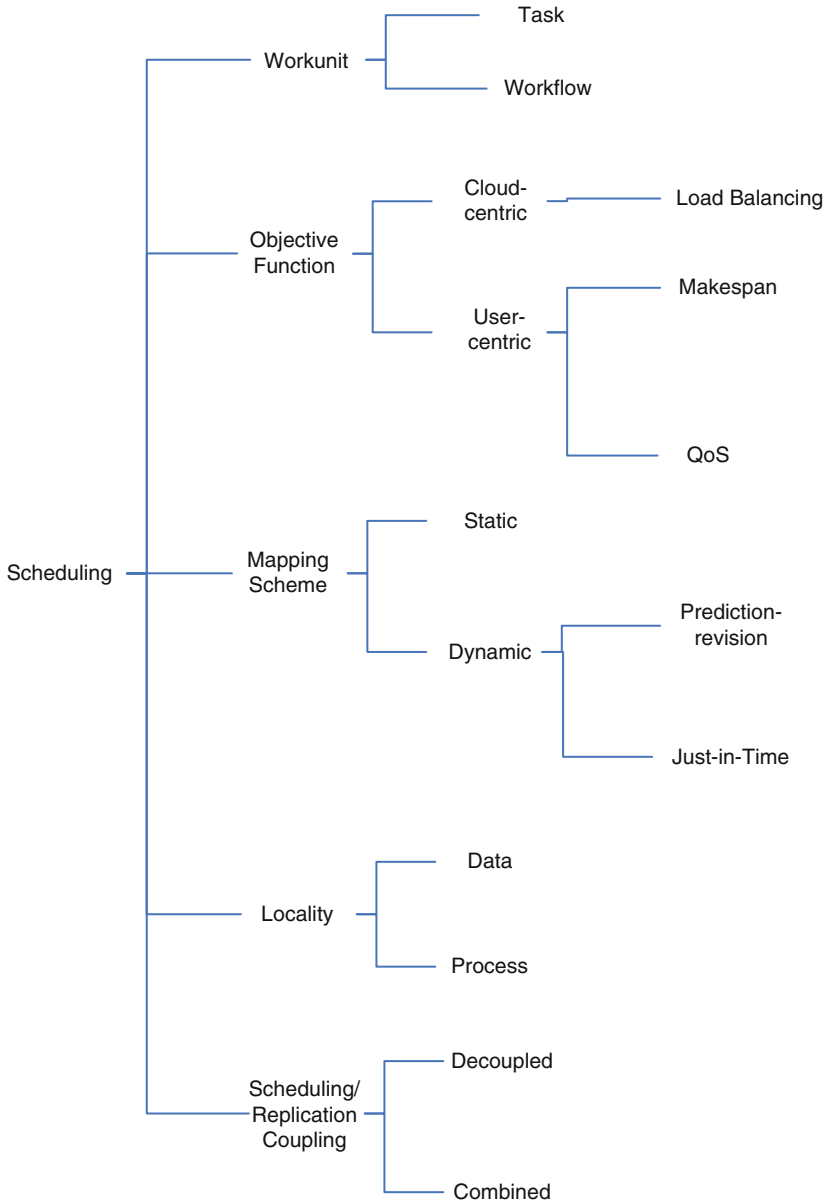 Task
Workunit
Workflow
Cloud-
centric
Load Balancing
Objective
Function
Makespan
User-
centric
QoS
Static
Scheduling
Mapping
Scheme
Prediction-
revision
Dynamic
Just-in-Time
Data
Locality
Process
Decoupled
Scheduling/
Replication
Coupling
Combined